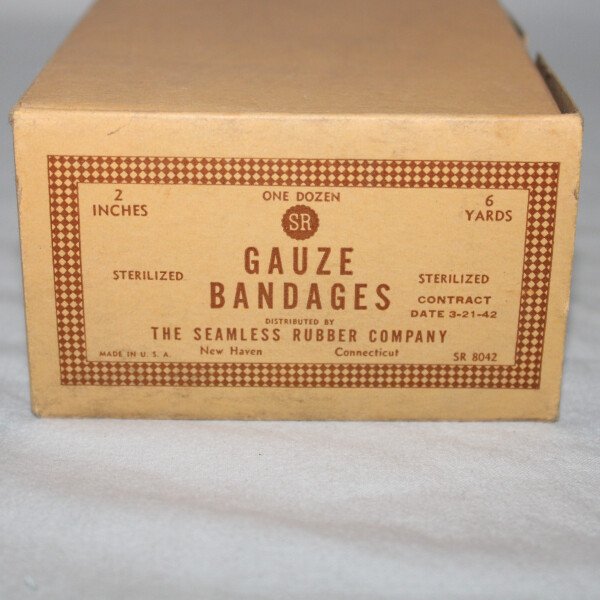 2 INCHES
ONE DOZEN
6 YARDS
SR
GAUZE
BANDAGES
STERILIZED
STERILIZED
CONTRACT
DATE 3-21-42
DISTRIBUTED BY
THE SEAMLESS RUBBER COMPANY
MADE IN U. S. A.
New Haven
Connecticut
SR 8042